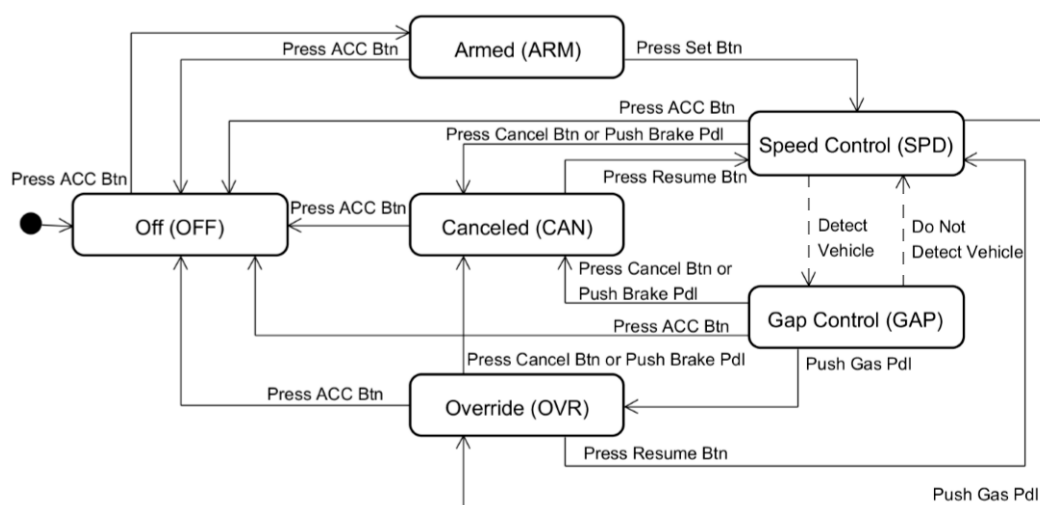 Press ACC Btn
Armed (ARM)
Press Set Btn
Press ACC Btn
Press Cancel Btn or Push Brake Pdl
Speed Control (SPD)
Press ACC Btn
Press Resume Btn
Off (OFF)
Press ACC Btn
Canceled (CAN)
Detect
Vehicle
Do Not
Detect Vehicle
Press Cancel Btn or
Push Brake Pdl
Gap Control (GAP)
Press ACC Btn
Press Cancel Btn or Push Brake Pdl
Push Gas Pdl
Press ACC Btn
Override (OVR)
Press Resume Btn
Push Gas Pdl